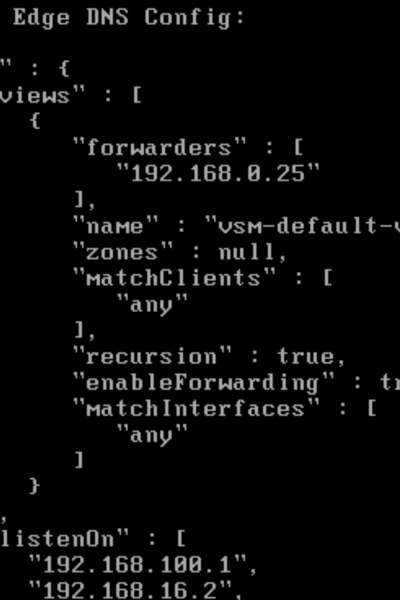 Edge DNS Config:
" : {
views" : [
{
"forwarders" : [
"192.168.0.25"
],
"name" : "vsm-default-v
"zones" : null,
"matchClients" : [
"any"
],
"recursion" : true,
"enableForwarding" : tr
"matchInterfaces" : [
"any"
]
}
,
listenOn" : [
"192.168.100.1",
"192.168.16.2",